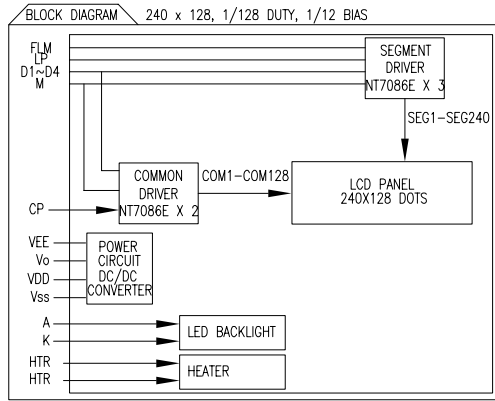 BLOCK DIAGRAM 240 x 128, 1/128 DUTY, 1/12 BIAS
FLM
LP
D1~D4
M
SEGMENT
DRIVER
NT7086E X 3
SEG1-SEG240
COMMON
DRIVER
NT7086E X 2
COM1-COM128
LCD PANEL
240X128 DOTS
CP
VEE
Vo
VDD
Vss
POWER
CIRCUIT
DC/DC
CONVERTER
A
K
LED BACKLIGHT
HTR
HTR
HEATER